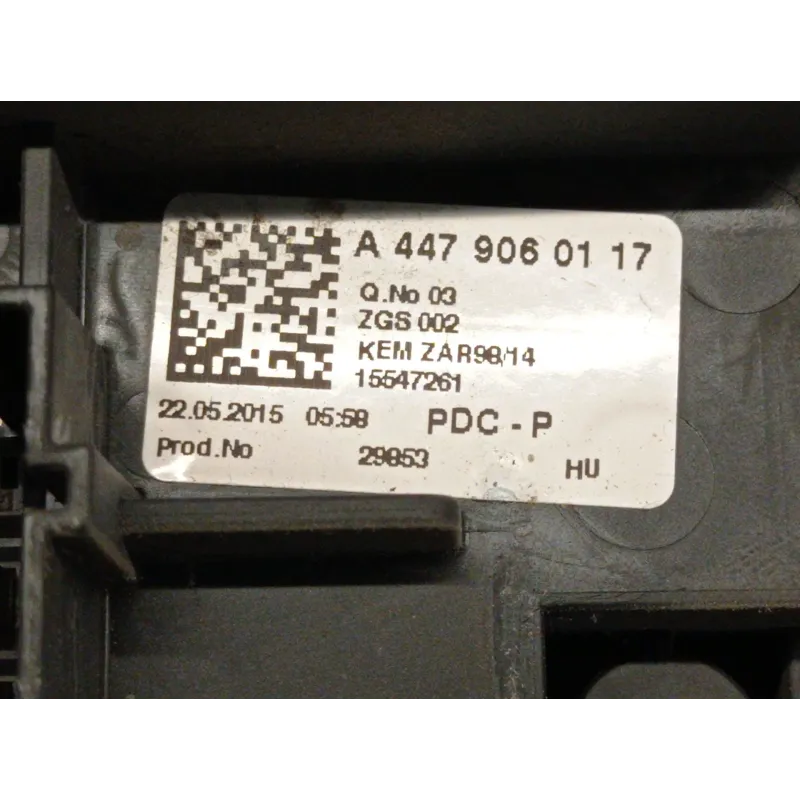 A 447 906 01 17
Q.No 03
ZGS 002
KEM ZAR98/14
15547261
22.05.2015 05:58 PDC - P
Prod.No 29853 HU